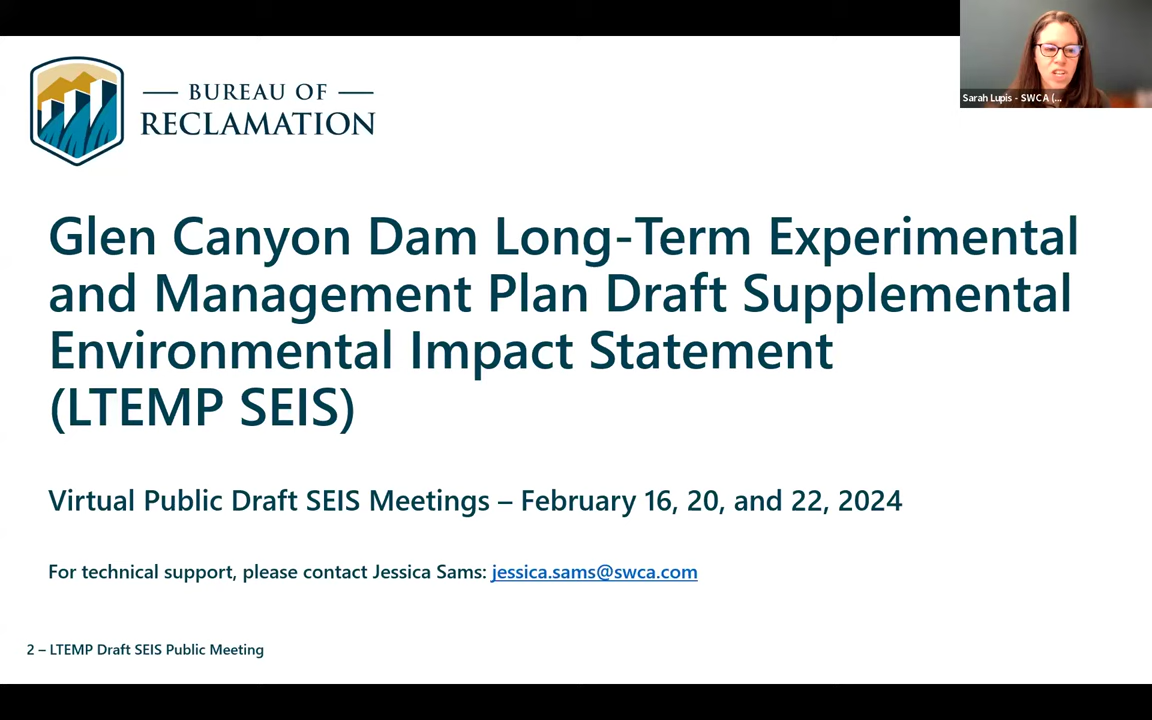 Sarah Lupis - SWCA (...
BUREAU OF
RECLAMATION
Glen Canyon Dam Long-Term Experimental
and Management Plan Draft Supplemental
Environmental Impact Statement
(LTEMP SEIS)
Virtual Public Draft SEIS Meetings – February 16, 20, and 22, 2024
For technical support, please contact Jessica Sams: jessica.sams@swca.com
2 – LTEMP Draft SEIS Public Meeting